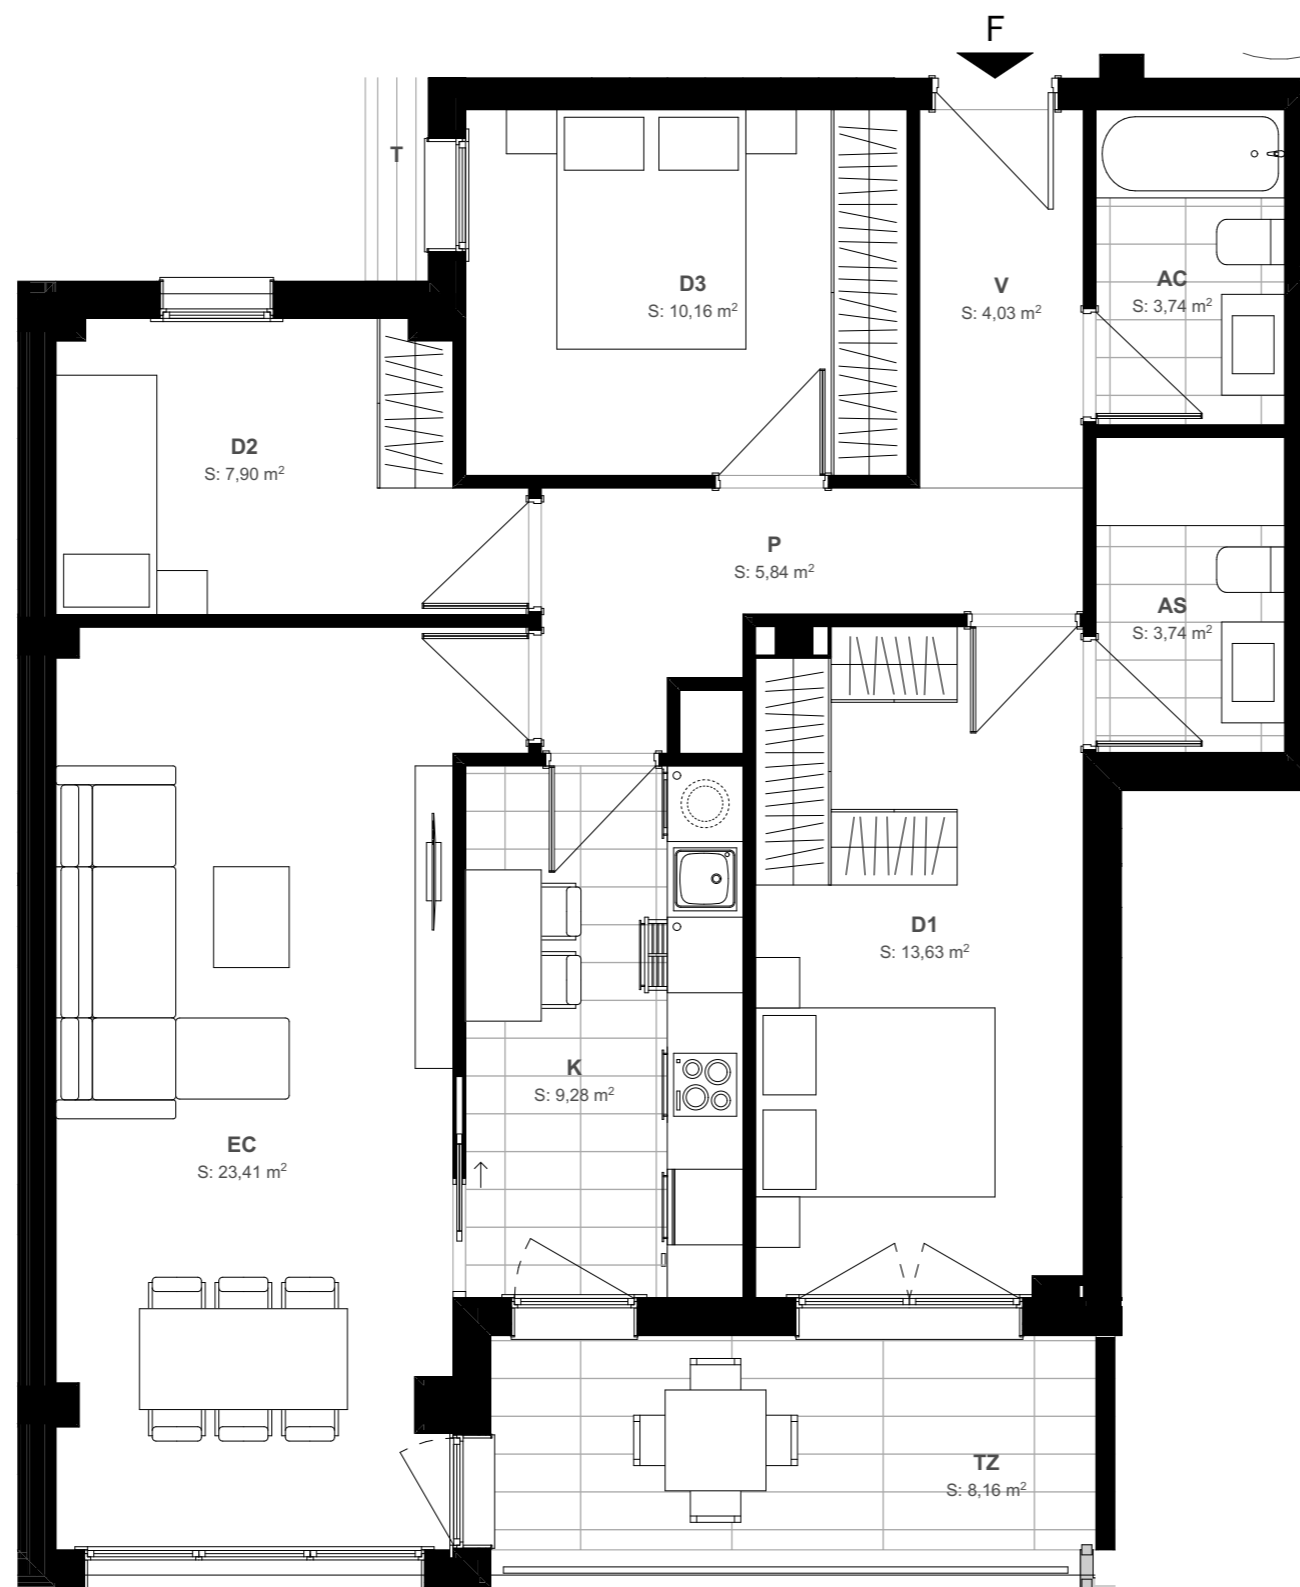 F
T
D3
S: 10,16 m²
V
S: 4,03 m²
AC
S: 3,74 m²
D2
S: 7,90 m²
P
S: 5,84 m²
AS
S: 3,74 m²
D1
S: 13,63 m²
K
S: 9,28 m²
EC
S: 23,41 m²
TZ
S: 8,16 m²